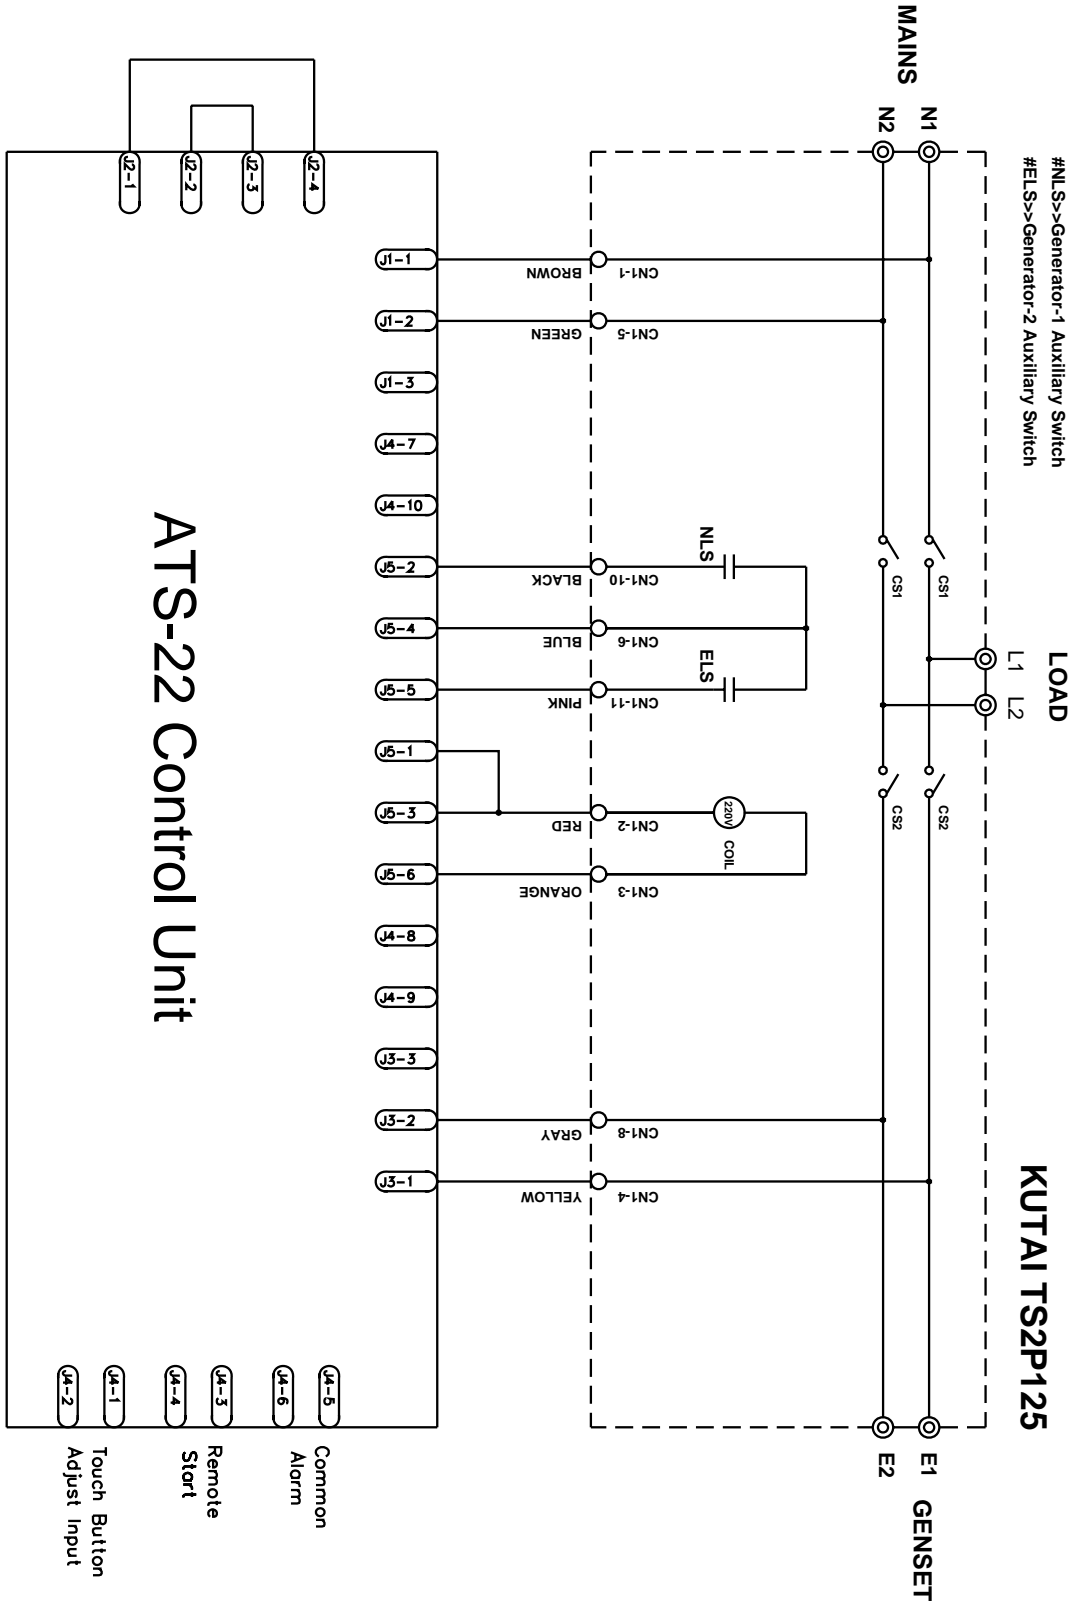 KUTAI TS2P125
#NLS>>Generator-1 Auxiliary Switch
#ELS>>Generator-2 Auxiliary Switch
LOAD
L1
L2
MAINS
N1
N2
E1
E2
GENSET
CS1
CS1
CS2
CS2
NLS
ELS
220V
COIL
CN1-1
CN1-5
CN1-10
CN1-6
CN1-11
CN1-2
CN1-3
CN1-8
CN1-4
BROWN
GREEN
BLACK
BLUE
PINK
RED
ORANGE
GRAY
YELLOW
J1-1
J1-2
J1-3
J4-7
J4-10
J5-2
J5-4
J5-5
J5-1
J5-3
J5-6
J4-8
J4-9
J3-3
J3-2
J3-1
J2-4
J2-3
J2-2
J2-1
ATS-22 Control Unit
J4-5
J4-6
Common
Alarm
J4-3
J4-4
Remote
Start
J4-1
J4-2
Touch Button
Adjust Input